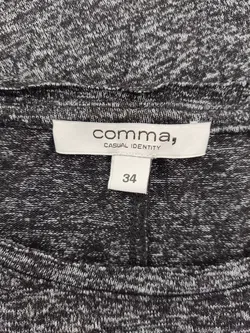 comma,
CASUAL IDENTITY
34